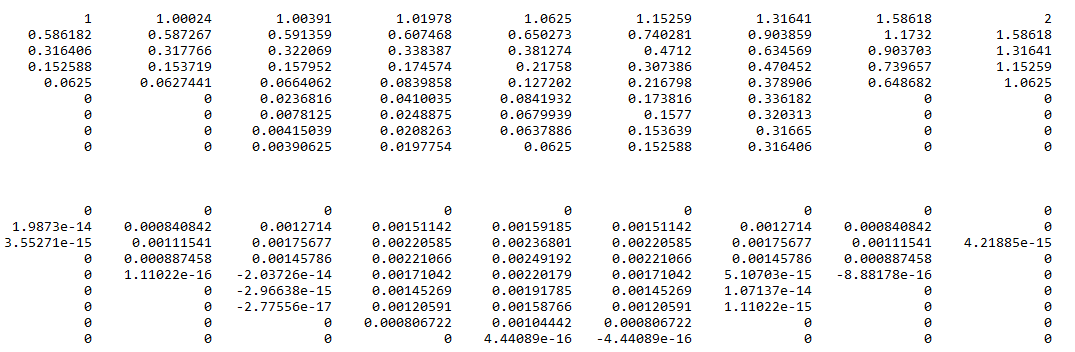 1 1.00024 1.00391 1.01978 1.0625 1.15259 1.31641 1.58618 2
0.586182 0.587267 0.591359 0.607468 0.650273 0.740281 0.903859 1.1732 1.58618
0.316406 0.317766 0.322069 0.338387 0.381274 0.4712 0.634569 0.903703 1.31641
0.152588 0.153719 0.157952 0.174574 0.21758 0.307386 0.470452 0.739657 1.15259
0.0625 0.0627441 0.0664062 0.0839858 0.127202 0.216798 0.378906 0.648682 1.0625
0 0 0.0236816 0.0410035 0.0841932 0.173816 0.336182 0 0
0 0 0.0078125 0.0248875 0.0679939 0.1577 0.320313 0 0
0 0 0.00415039 0.0208263 0.0637886 0.153639 0.31665 0 0
0 0 0.00390625 0.0197754 0.0625 0.152588 0.316406 0 0
0 0 0 0 0 0 0 0 0
1.9873e-14 0.000840842 0.0012714 0.00151142 0.00159185 0.00151142 0.0012714 0.000840842 0
3.55271e-15 0.00111541 0.00175677 0.00220585 0.00236801 0.00220585 0.00175677 0.00111541 4.21885e-15
0 0.000887458 0.00145786 0.00221066 0.00249192 0.00221066 0.00145786 0.000887458 0
0 1.11022e-16 -2.03726e-14 0.00171042 0.00220179 0.00171042 5.10703e-15 -8.88178e-16 0
0 0 -2.96638e-15 0.00145269 0.00191785 0.00145269 1.07137e-14 0 0
0 0 -2.77556e-17 0.00120591 0.00158766 0.00120591 1.11022e-15 0 0
0 0 0 0.000806722 0.00104442 0.000806722 0 0 0
0 0 0 0 4.44089e-16 -4.44089e-16 0 0 0